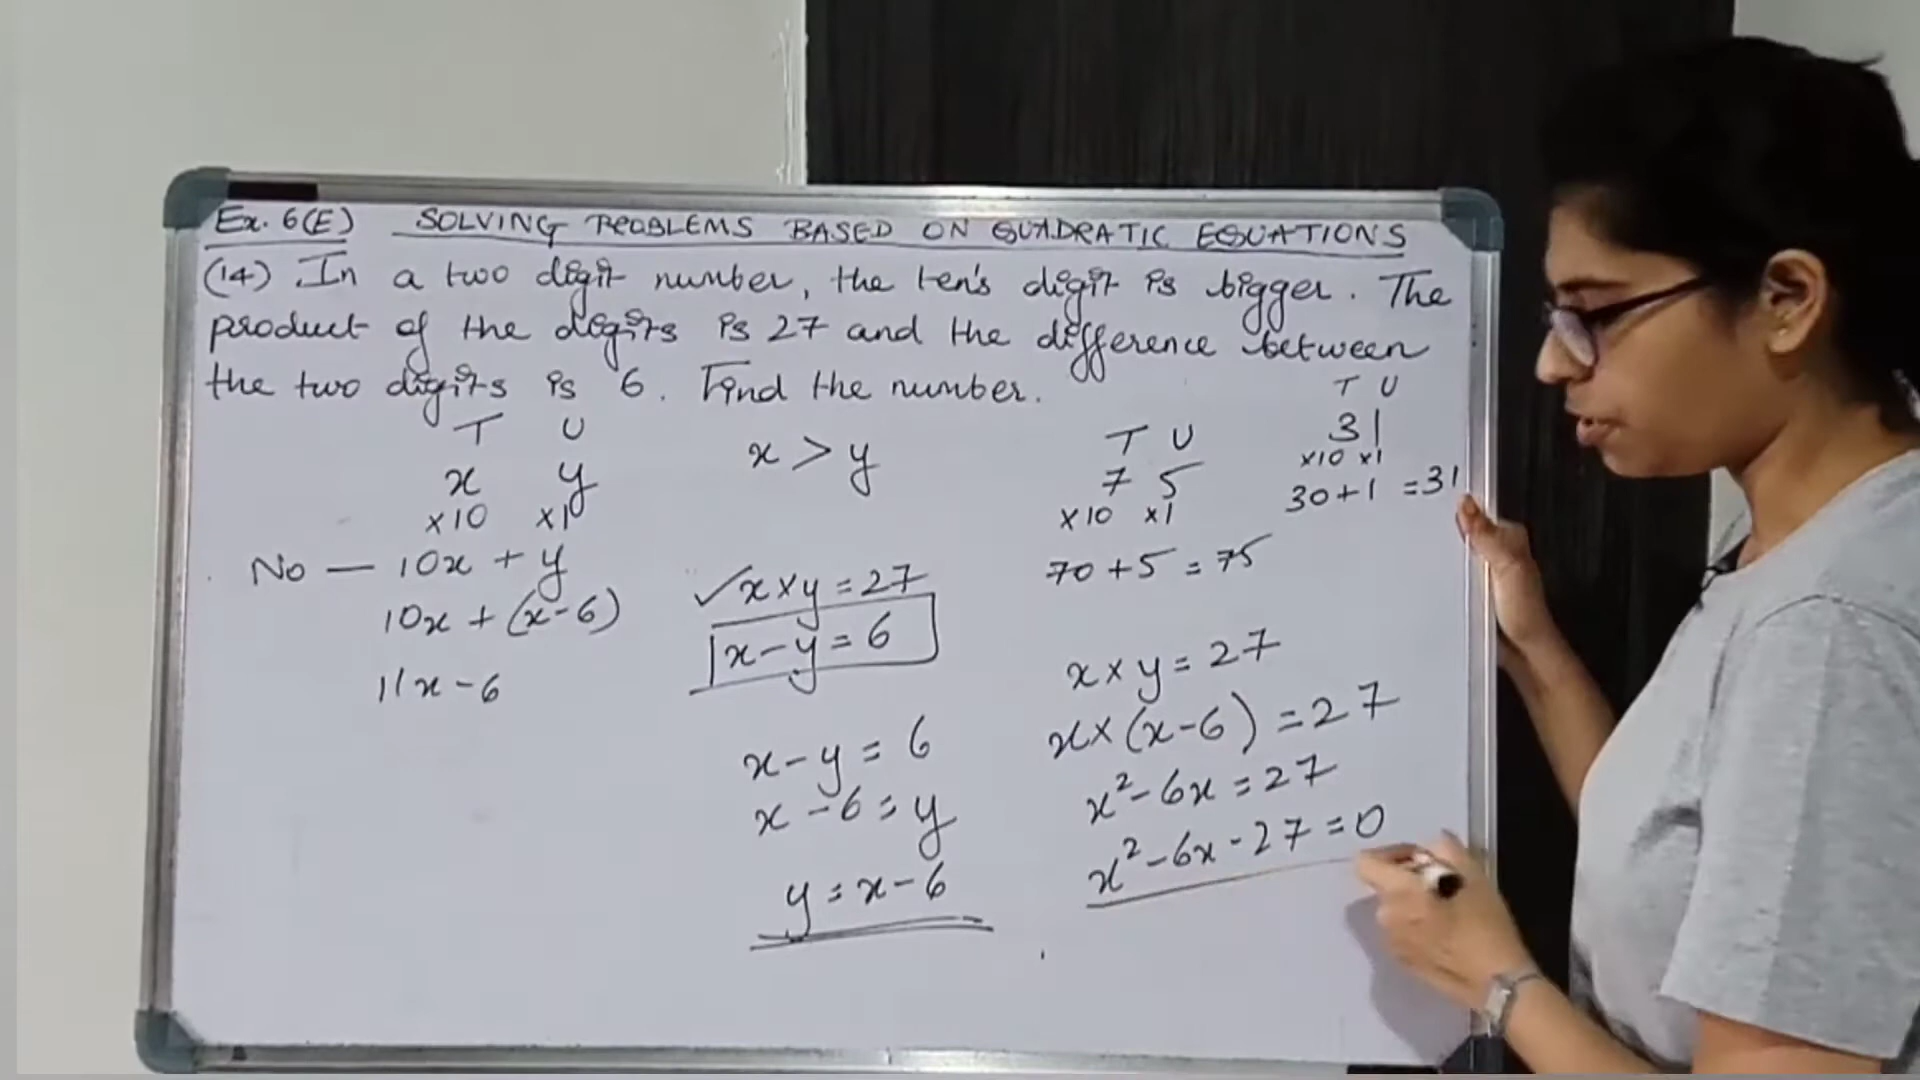 Ex. 6(E) SOLVING PROBLEMS BASED ON QUADRATIC EQUATIONS
(14) In a two digit number, the ten's digit is bigger. The
product of the digits is 27 and the difference between
the two digits is 6. Find the number.
T U
x y
x10 x1
No — 10x + y
10x + (x-6)
11x - 6
x > y
✓x x y = 27
x - y = 6
x - y = 6
x - 6 = y
y = x - 6
T U
7 5
x10 x1
70 + 5 = 75
T U
31
x10 x1
30 + 1 = 31
x x y = 27
x x (x-6) = 27
x² - 6x = 27
x² - 6x - 27 = 0